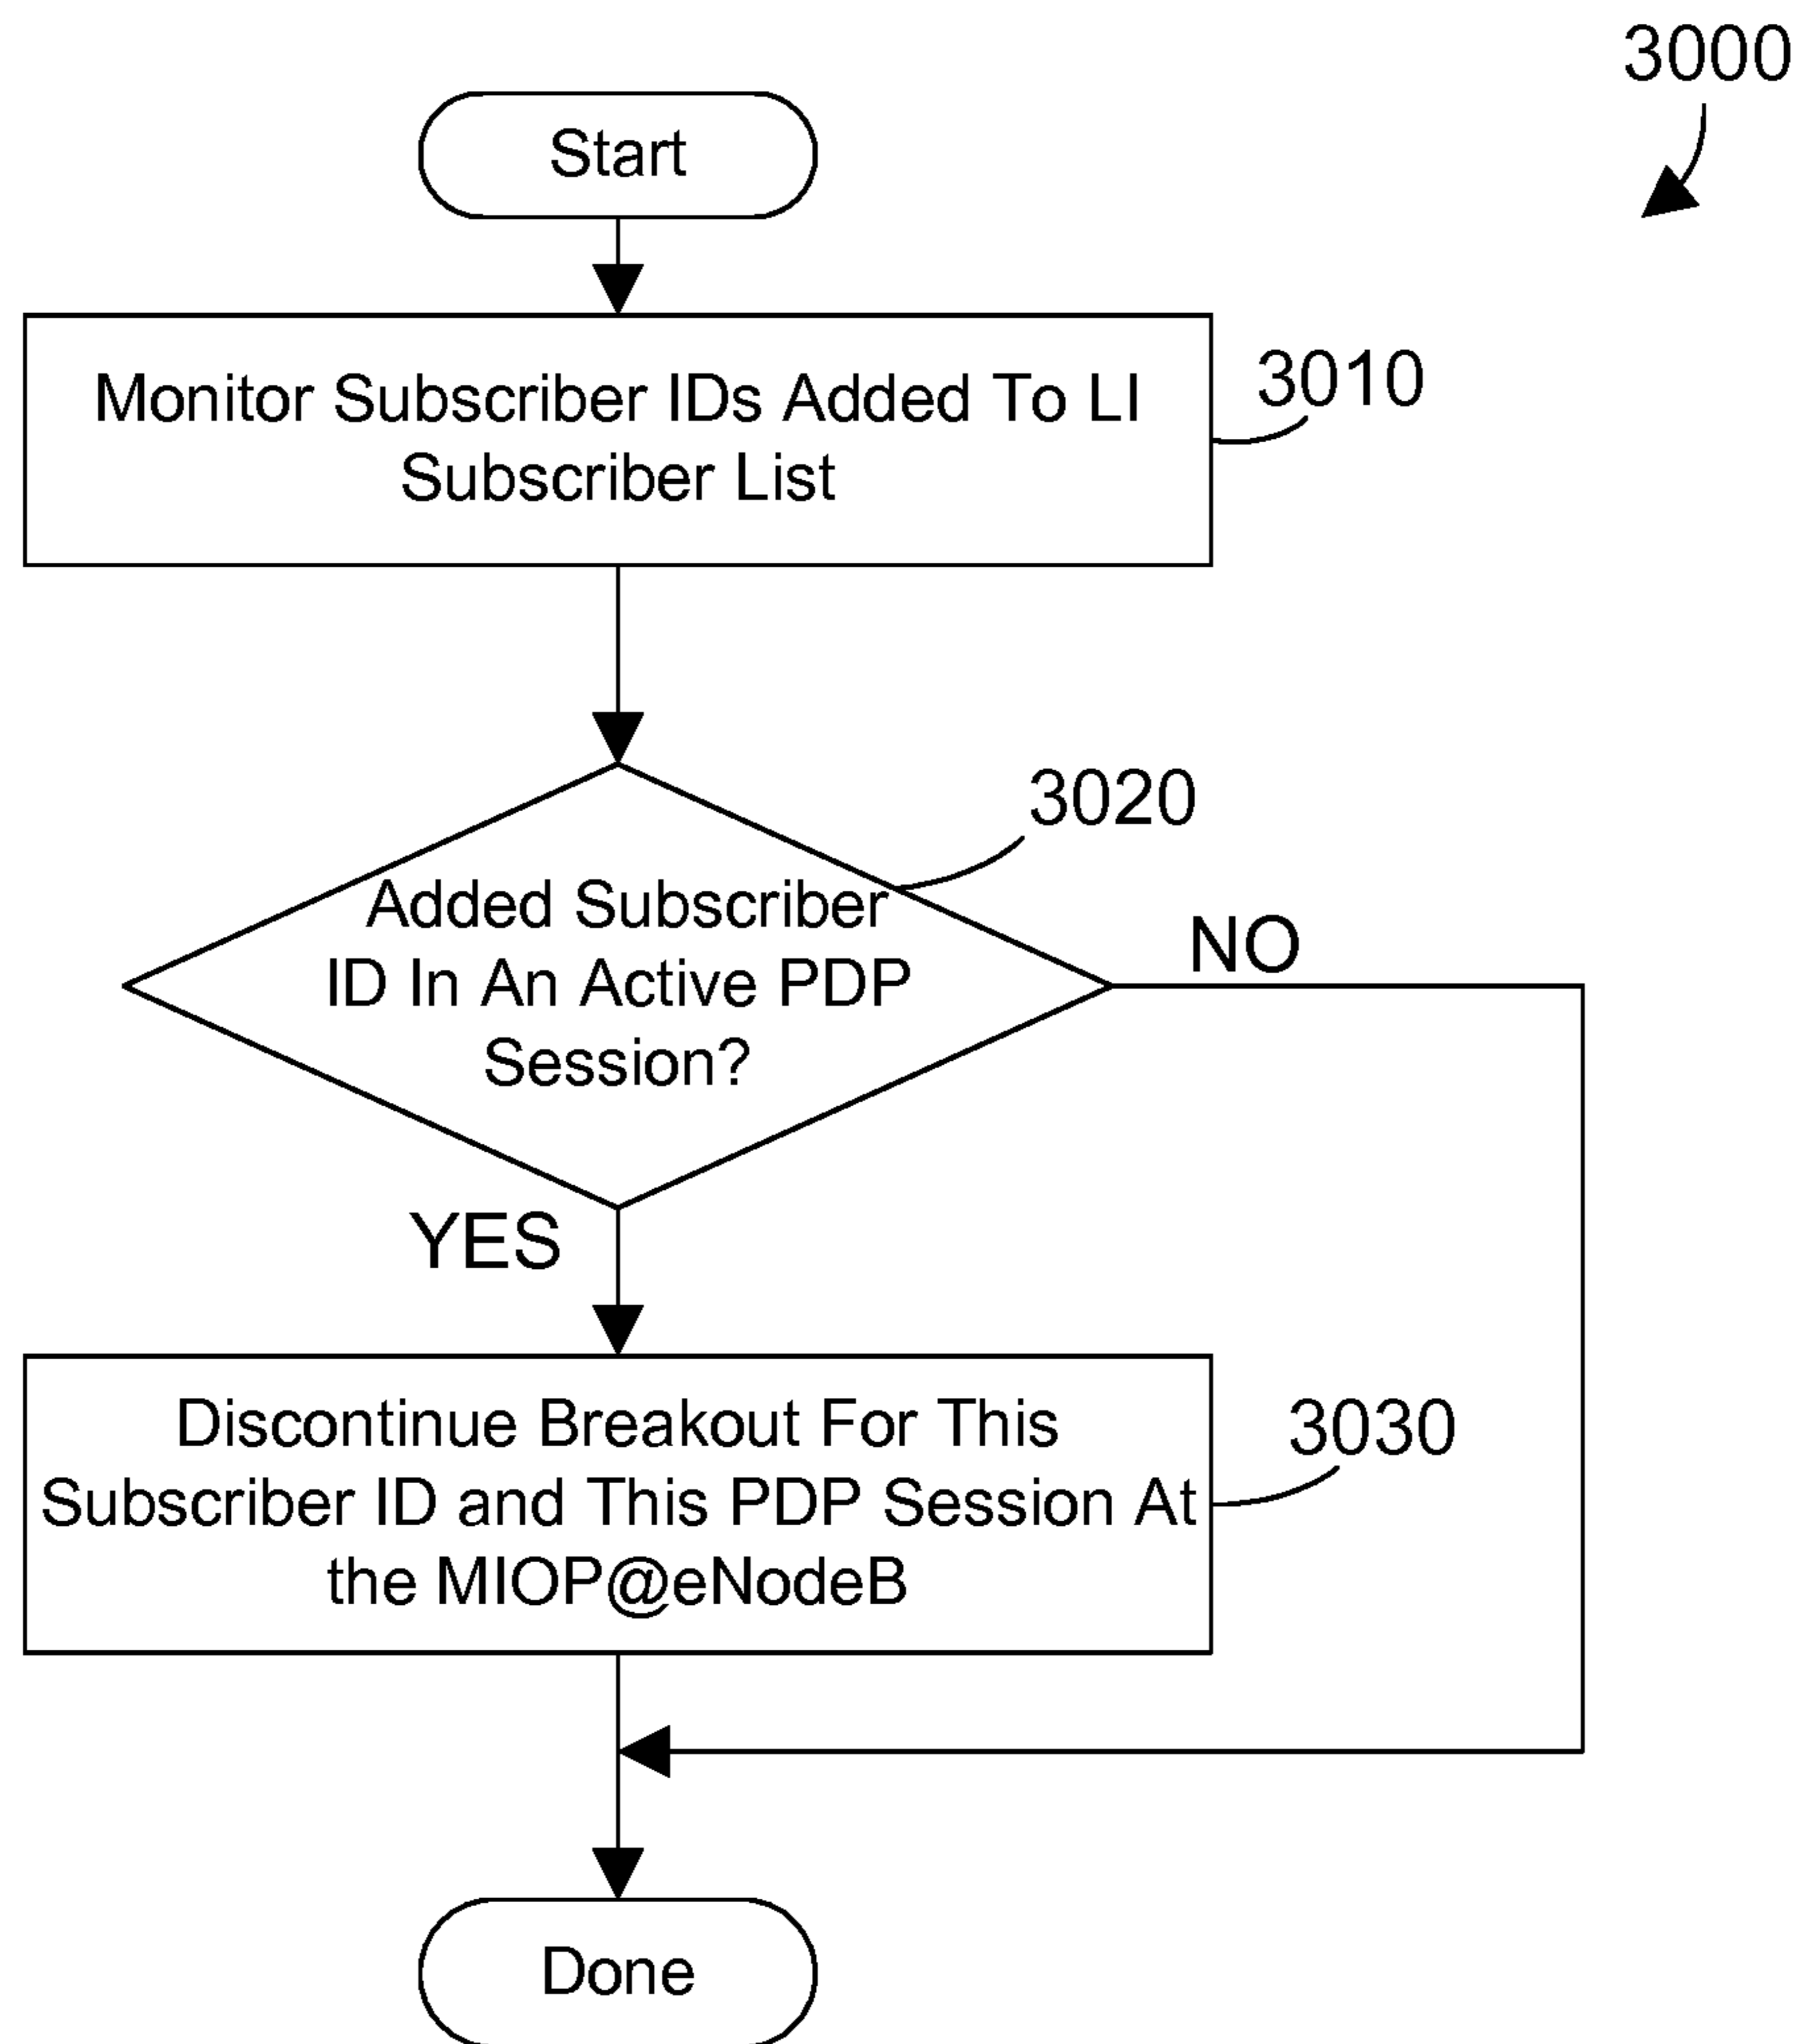 3000
Start
Monitor Subscriber IDs Added To LI
Subscriber List
3010
3020
Added Subscriber
ID In An Active PDP
Session?
NO
YES
Discontinue Breakout For This
Subscriber ID and This PDP Session At
the MIOP@eNodeB
3030
Done